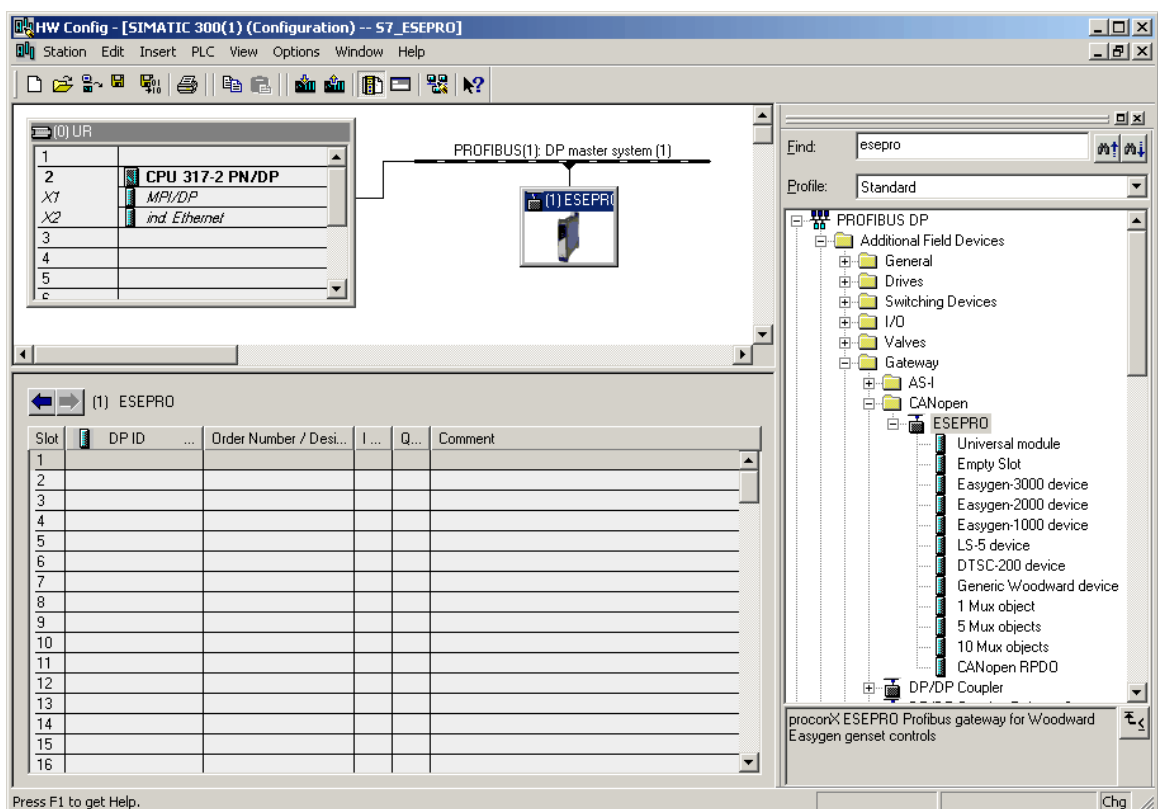 HW Config - [SIMATIC 300(1) (Configuration) -- S7_ESEPRO]
Station Edit Insert PLC View Options Window Help
(0) UR
1
2 CPU 317-2 PN/DP
X1 MPI/DP
X2 ind. Ethernet
3
4
5
PROFIBUS(1): DP master system (1)
(1) ESEPR
(1) ESEPRO
Slot DP ID ... Order Number / Desi... I ... Q... Comment
1
2
3
4
5
6
7
8
9
10
11
12
13
14
15
16
Find: esepro
Profile: Standard
PROFIBUS DP
Additional Field Devices
General
Drives
Switching Devices
I/O
Valves
Gateway
AS-I
CANopen
ESEPRO
Universal module
Empty Slot
Easygen-3000 device
Easygen-2000 device
Easygen-1000 device
LS-5 device
DTSC-200 device
Generic Woodward device
1 Mux object
5 Mux objects
10 Mux objects
CANopen RPDO
DP/DP Coupler
proconX ESEPRO Profibus gateway for Woodward
Easygen genset controls
Press F1 to get Help.
Chg